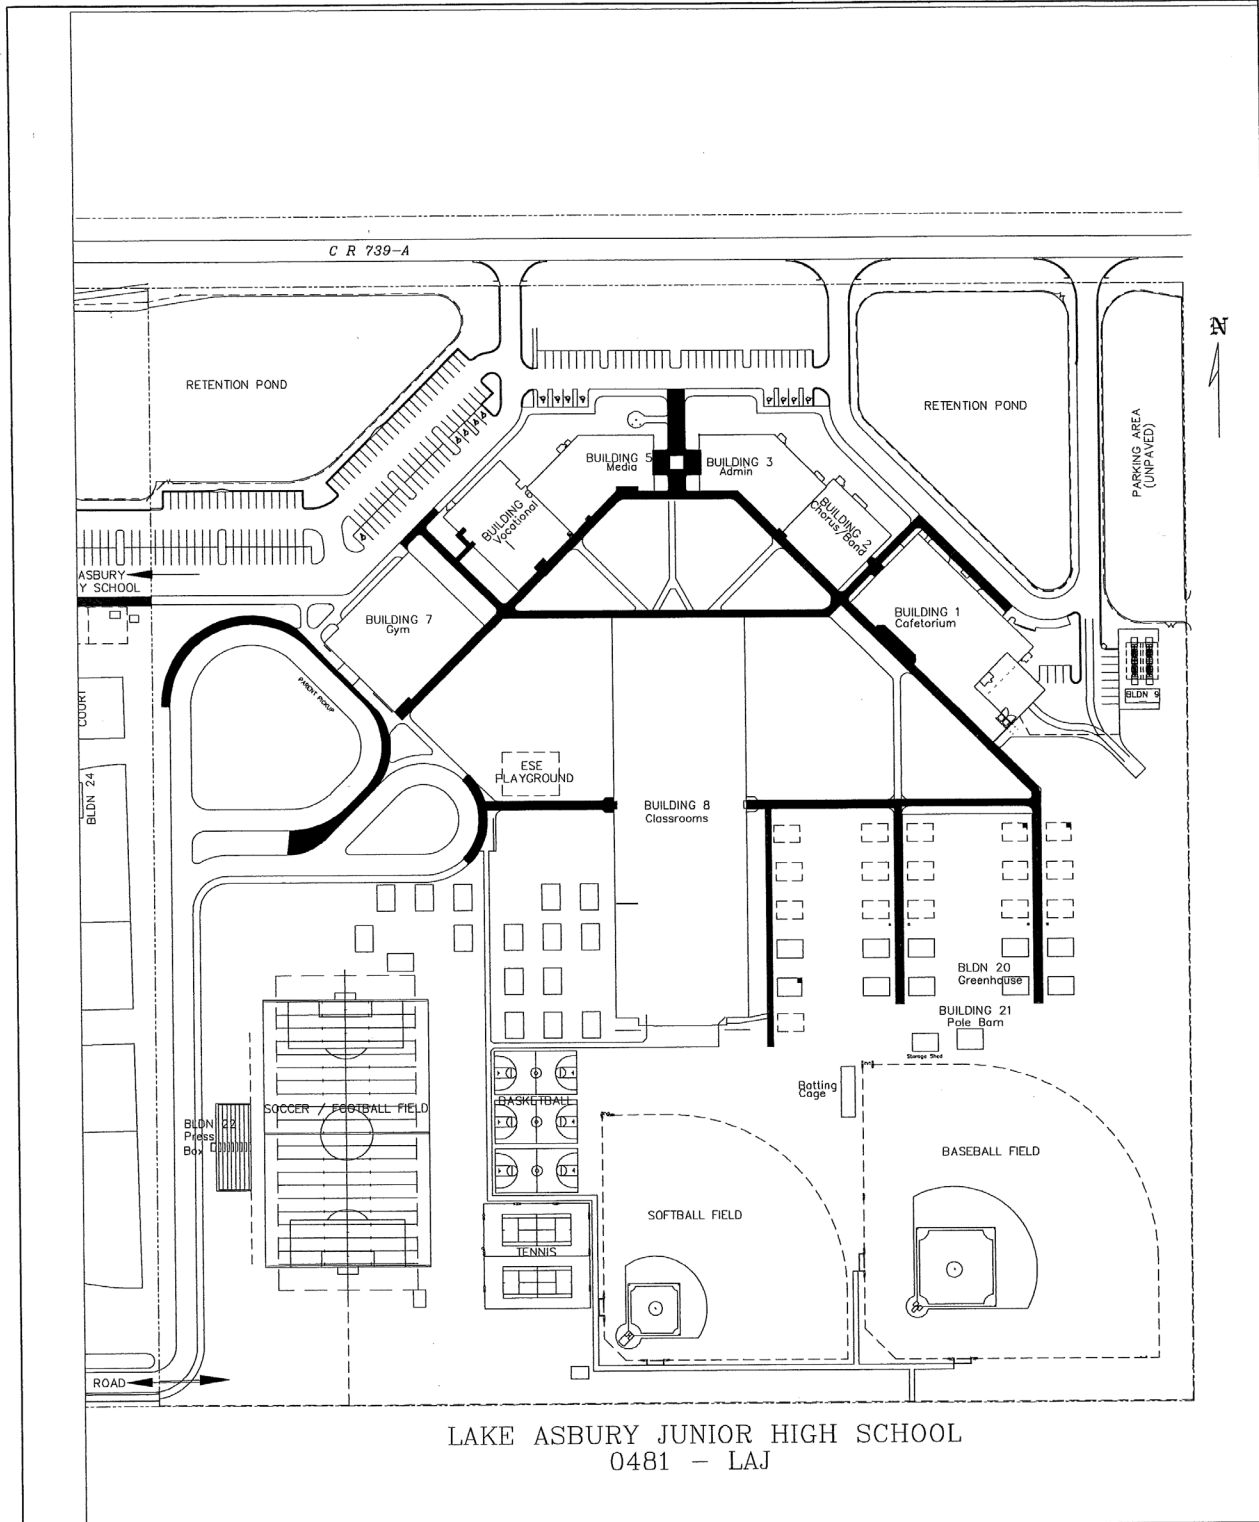 C R 739-A
N
RETENTION POND
RETENTION POND
PARKING AREA
(UNPAVED)
BUILDING 5
Media
BUILDING 3
Admin
BUILDING 6
Vocational
BUILDING 2
Chorus/Band
ASBURY
Y SCHOOL
BUILDING 7
Gym
BUILDING 1
Cafetorium
PARENT PICKUP
BLDN 9
COURT
ESE
PLAYGROUND
BLDN 24
BUILDING 8
Classrooms
BLDN 20
Greenhouse
BUILDING 21
Pole Barn
Storage Shed
Batting
Cage
BASKETBALL
SOCCER / FOOTBALL FIELD
BLDN 22
Press
Box
BASEBALL FIELD
SOFTBALL FIELD
TENNIS
ROAD
LAKE ASBURY JUNIOR HIGH SCHOOL
0481 - LAJ